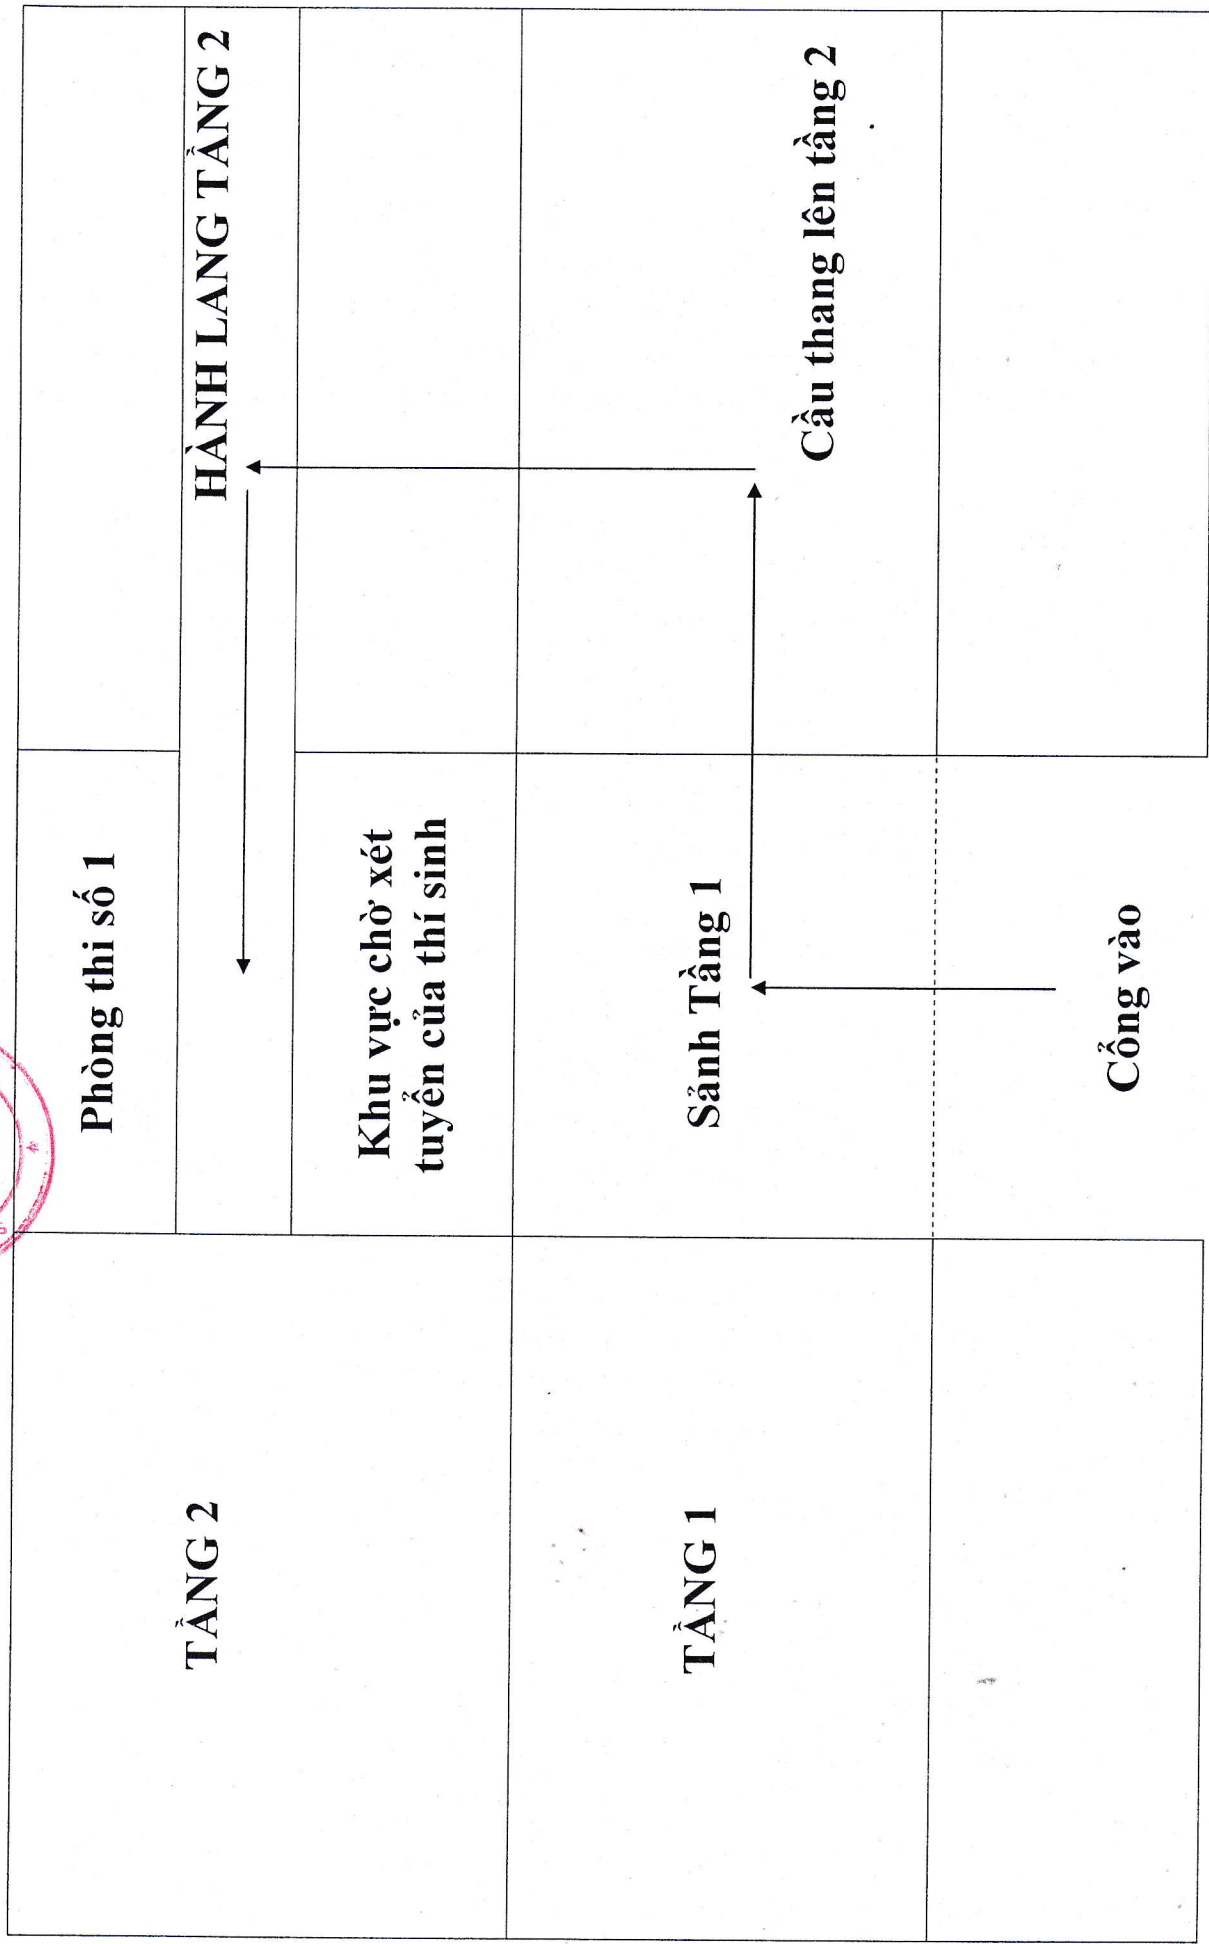 Phòng thi số 1
TẦNG 2
HÀNH LANG TẦNG 2
Khu vực chờ xét
tuyển của thí sinh
TẦNG 1
Sảnh Tầng 1
Cầu thang lên tầng 2
Cổng vào